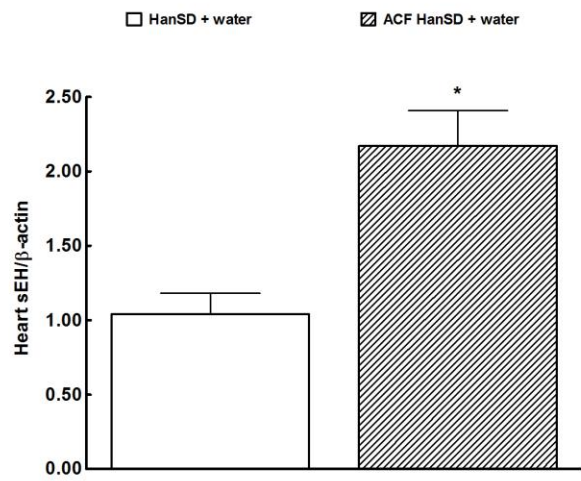 HanSD + water
ACF HanSD + water
*
2.50
2.00
1.50
1.00
0.50
0.00
Heart sEH/β-actin